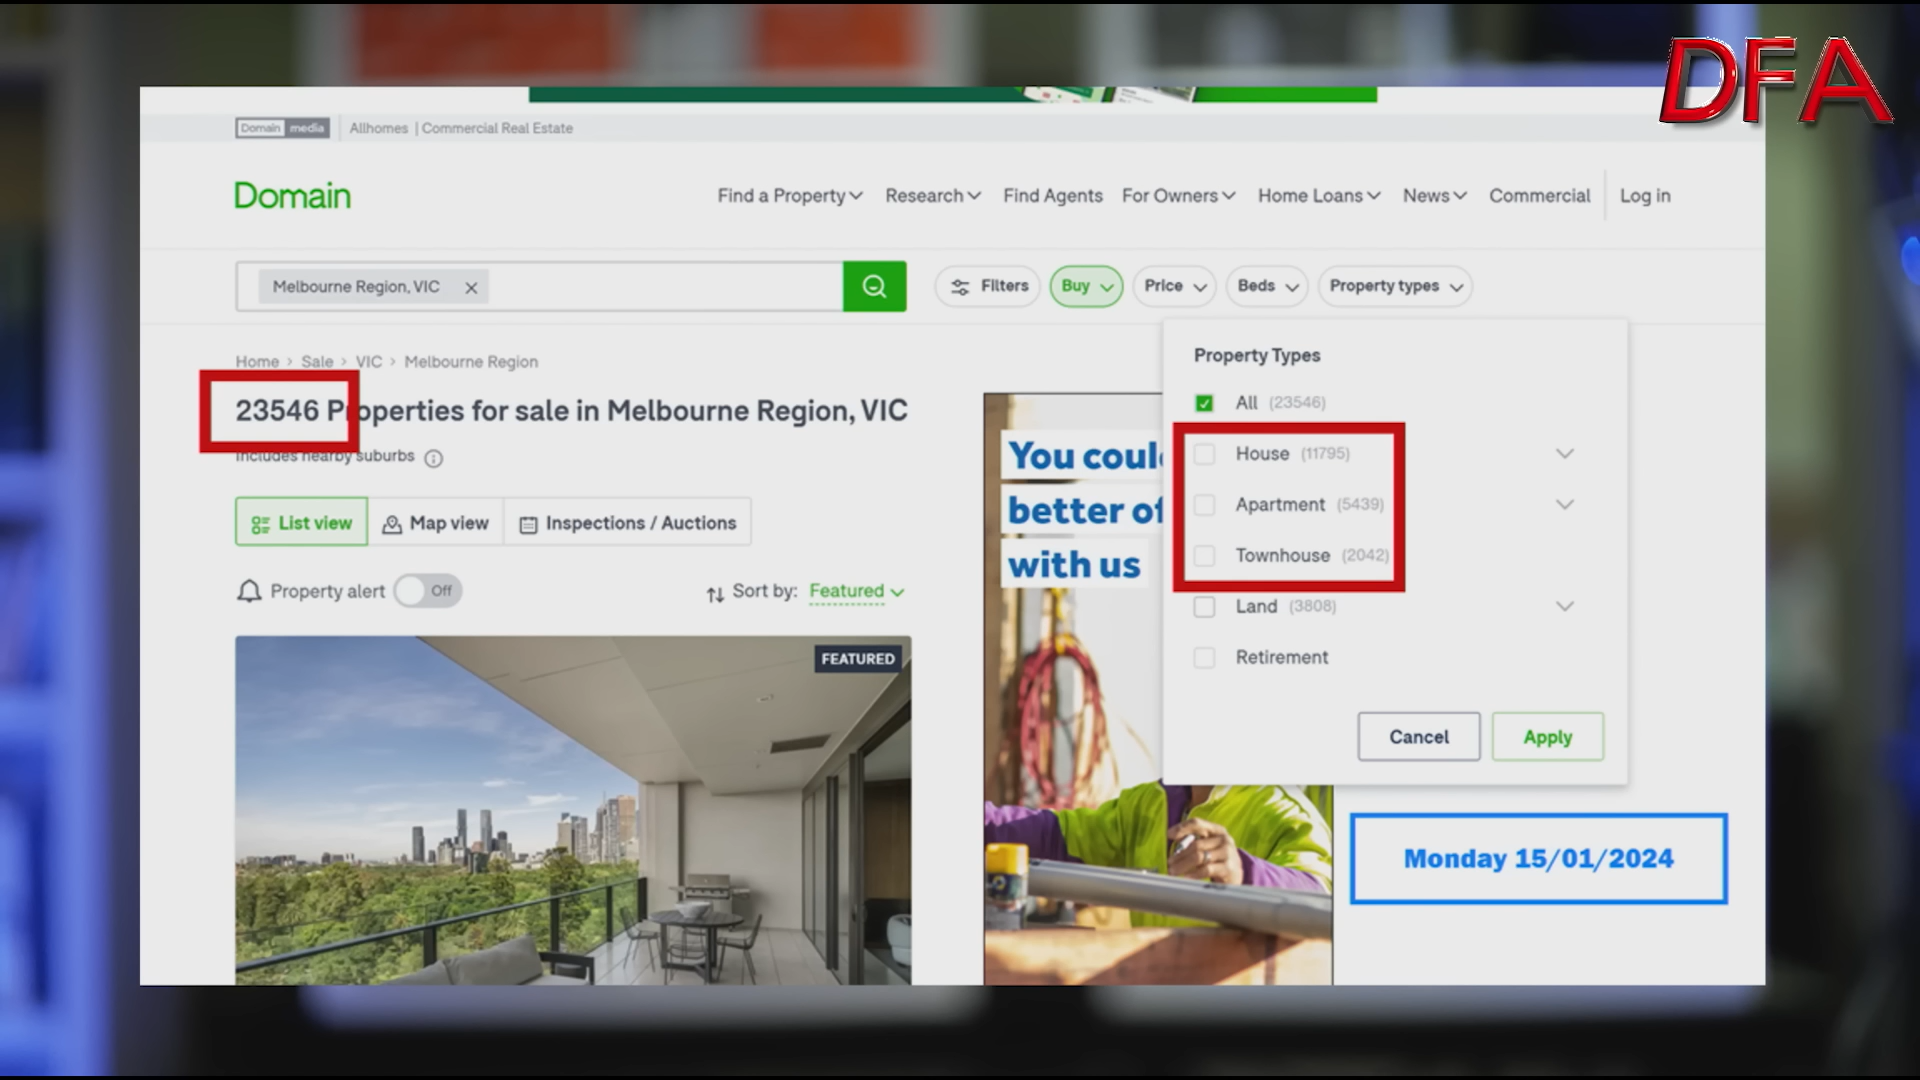 DFA
Domain media
Allhomes | Commercial Real Estate
Domain
Find a Property
Research
Find Agents
For Owners
Home Loans
News
Commercial
Log in
Melbourne Region, VIC
Filters
Buy
Price
Beds
Property types
Home > Sale > VIC > Melbourne Region
23546 Properties for sale in Melbourne Region, VIC
Includes nearby suburbs
List view
Map view
Inspections / Auctions
Property alert
Off
Sort by: Featured
FEATURED
You coul
better of
with us
Property Types
All (23546)
House (11795)
Apartment (5439)
Townhouse (2042)
Land (3808)
Retirement
Cancel
Apply
Monday 15/01/2024